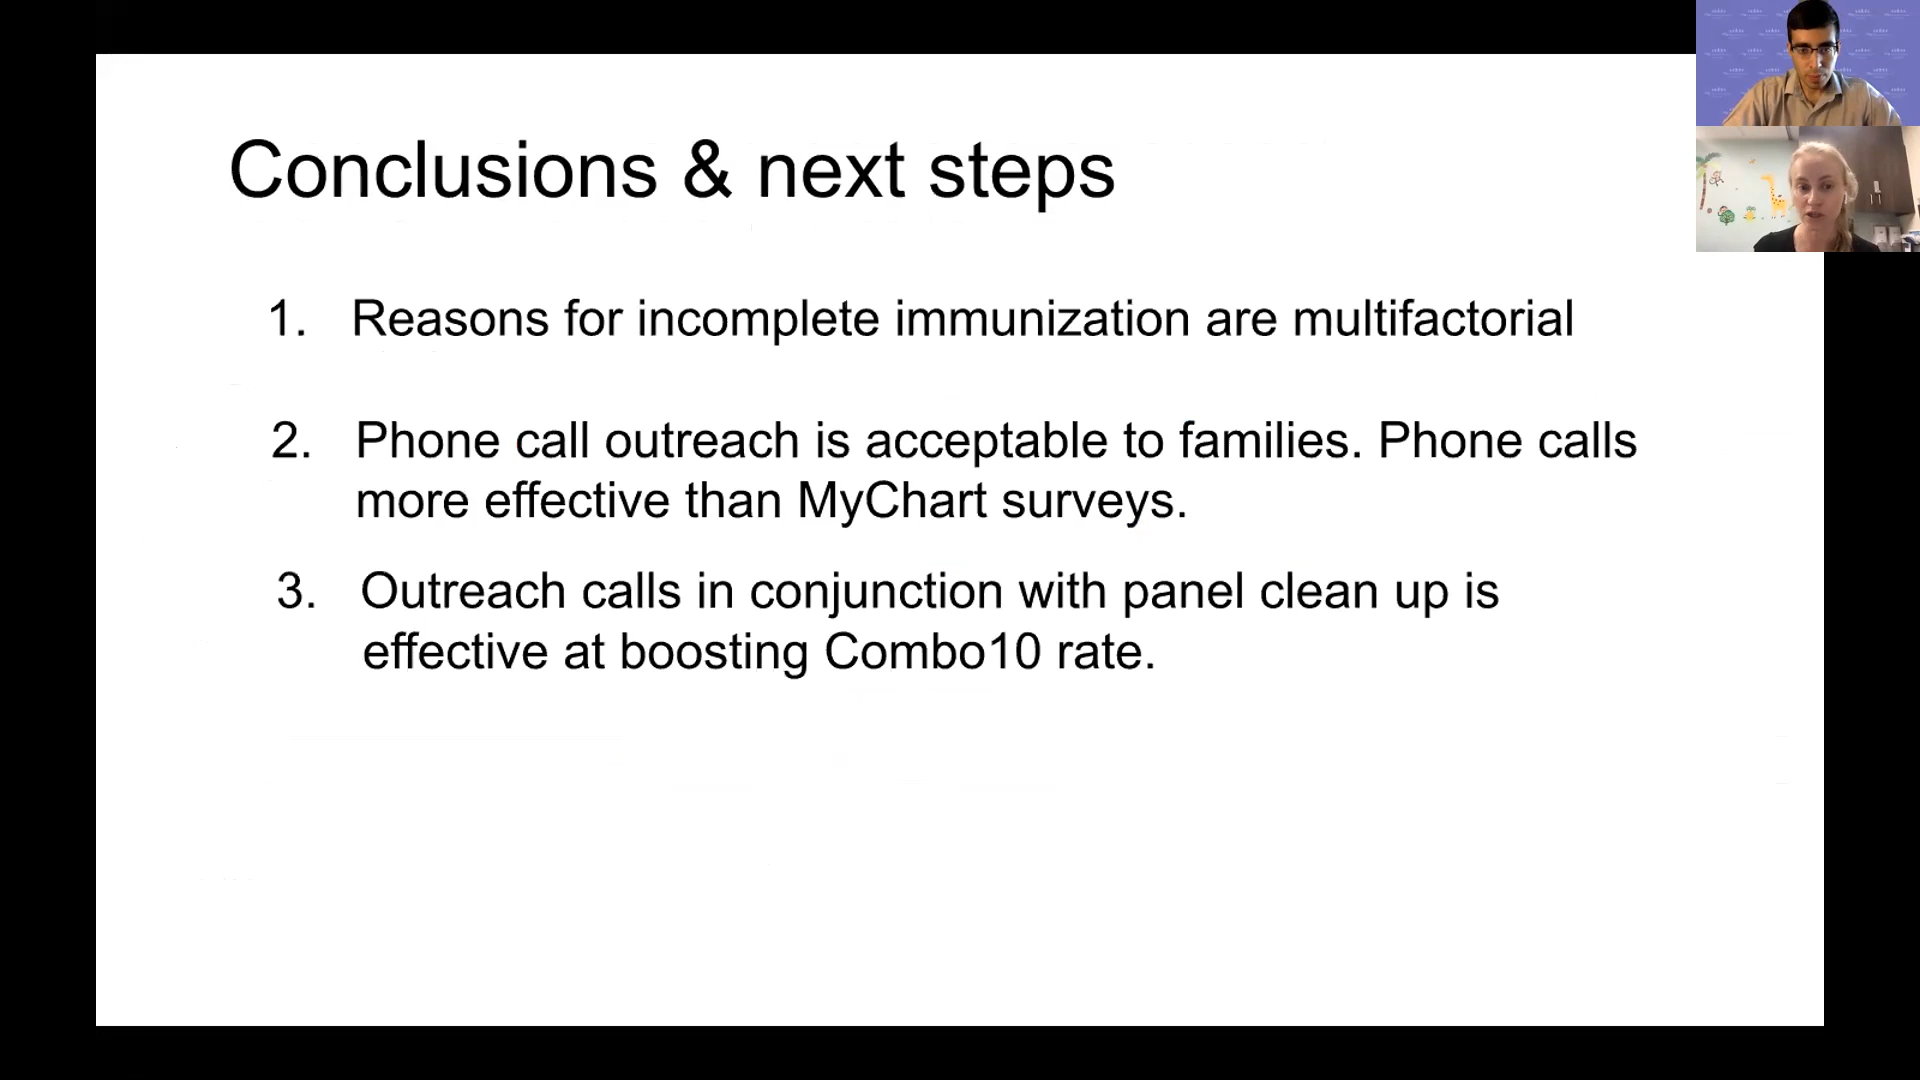 Conclusions & next steps
1. Reasons for incomplete immunization are multifactorial
2. Phone call outreach is acceptable to families. Phone calls
more effective than MyChart surveys.
3. Outreach calls in conjunction with panel clean up is
effective at boosting Combo10 rate.